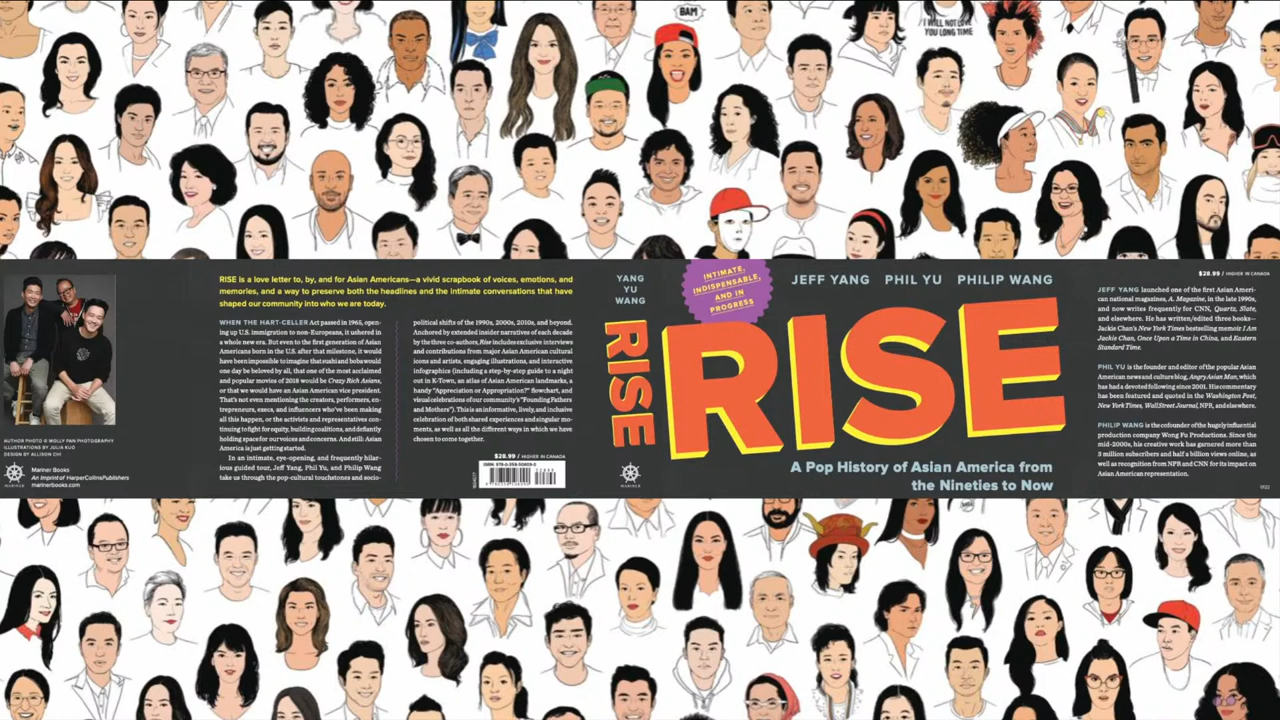 BAM
I WILL NOT LOVE
YOU LONG TIME
RISE is a love letter to, by, and for Asian Americans—a vivid scrapbook of voices, emotions, and
memories, and a way to preserve both the headlines and the intimate conversations that have
shaped our community into who we are today.
WHEN THE HART-CELLER Act passed in 1965, open-
ing up U.S. immigration to non-Europeans, it ushered in
a whole new era. But even to the first generation of Asian
Americans born in the U.S. after that milestone, it would
have been impossible to imagine that sushi and boba would
one day be beloved by all, that one of the most acclaimed
and popular movies of 2018 would be Crazy Rich Asians,
or that we would have an Asian American vice president.
That's not even mentioning the creators, performers, en-
trepreneurs, execs, and influencers who've been making
all this happen, or the activists and representatives con-
tinuing to fight for equity, building coalitions, and defiantly
holding space for our voices and concerns. And still: Asian
America is just getting started.
In an intimate, eye-opening, and frequently hilar-
ious guided tour, Jeff Yang, Phil Yu, and Philip Wang
take us through the pop-cultural touchstones and socio-
political shifts of the 1990s, 2000s, 2010s, and beyond.
Anchored by extended insider narratives of each decade
by the three co-authors, Rise includes exclusive interviews
and contributions from major Asian American cultural
icons and artists, engaging illustrations, and interactive
infographics (including a step-by-step guide to a night
out in K-Town, an atlas of Asian American landmarks, a
handy "Appreciation or Appropriation?" flowchart, and
visual celebrations of our community's "Founding Fathers
and Mothers"). This is an informative, lively, and inclusive
celebration of both shared experiences and singular mo-
ments, as well as all the different ways in which we have
chosen to come together.
AUTHOR PHOTO © MOLLY PAN PHOTOGRAPHY
ILLUSTRATIONS BY JULIA KUO
DESIGN BY ALLISON CHI
MARINER
Mariner Books
An Imprint of HarperCollinsPublishers
marinerbooks.com
$28.99 / HIGHER IN CANADA
YANG
YU
WANG
RISE
MARINER
INTIMATE,
INDISPENSABLE,
AND IN
PROGRESS
JEFF YANG PHIL YU PHILIP WANG
RISE
A Pop History of Asian America from
the Nineties to Now
$28.99 / HIGHER IN CANADA
JEFF YANG launched one of the first Asian Ameri-
can national magazines, A. Magazine, in the late 1990s,
and now writes frequently for CNN, Quartz, Slate,
and elsewhere. He has written/edited three books—
Jackie Chan's New York Times bestselling memoir I Am
Jackie Chan, Once Upon a Time in China, and Eastern
Standard Time.
PHIL YU is the founder and editor of the popular Asian
American news and culture blog, Angry Asian Man, which
has had a devoted following since 2001. His commentary
has been featured and quoted in the Washington Post,
New York Times, Wall Street Journal, NPR, and elsewhere.
PHILIP WANG is the cofounder of the hugely influential
production company Wong Fu Productions. Since the
mid-2000s, his creative work has garnered more than
3 million subscribers and half a billion views online, as
well as recognition from NPR and CNN for its impact on
Asian American representation.